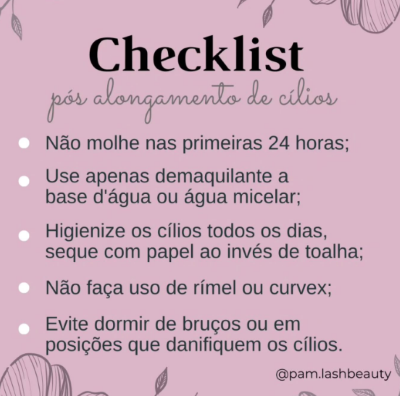 Checklist
pós alongamento de cílios
Não molhe nas primeiras 24 horas;
Use apenas demaquilante a
base d'água ou água micelar;
Higienize os cílios todos os dias,
seque com papel ao invés de toalha;
Não faça uso de rímel ou curvex;
Evite dormir de bruços ou em
posições que danifiquem os cílios.
@pam.lashbeauty